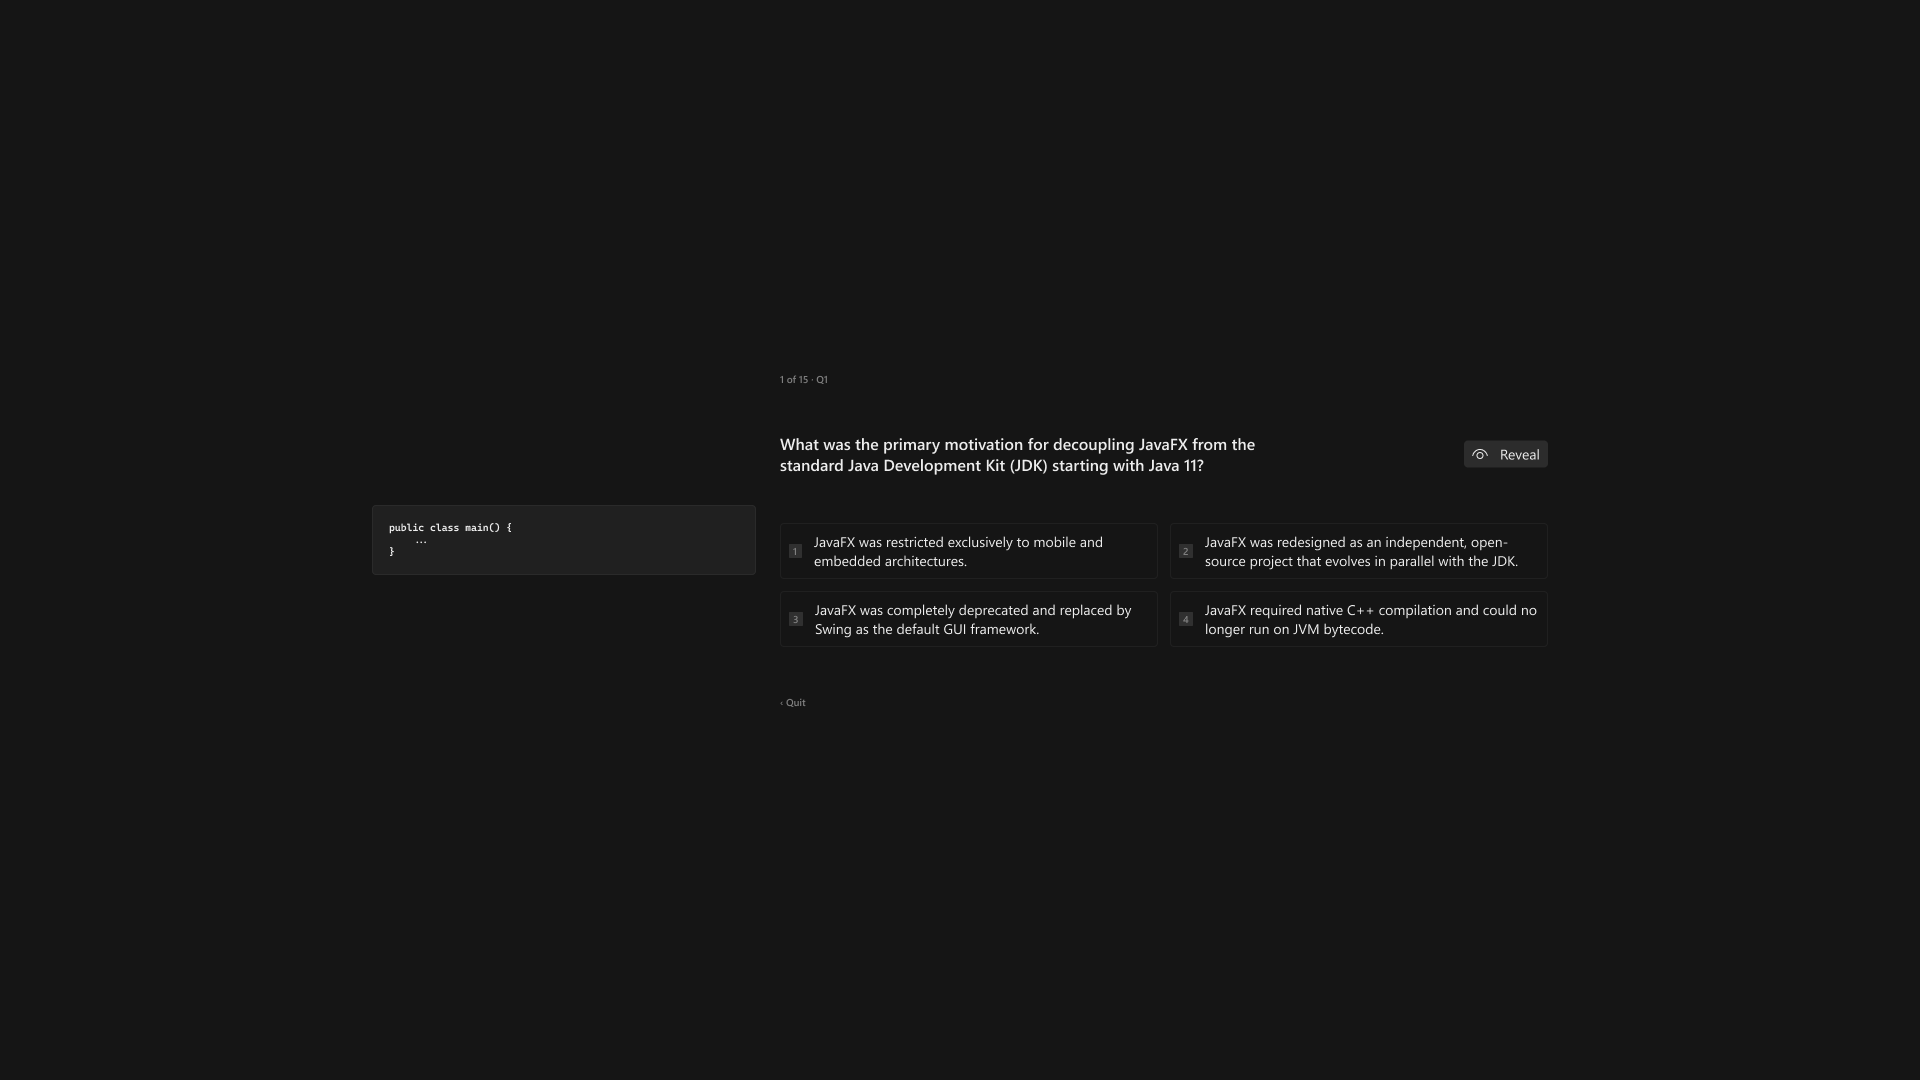 1 of 15 · Q1
What was the primary motivation for decoupling JavaFX from the
standard Java Development Kit (JDK) starting with Java 11?
Reveal
public class main() {
...
}
1 JavaFX was restricted exclusively to mobile and
embedded architectures.
2 JavaFX was redesigned as an independent, open-
source project that evolves in parallel with the JDK.
3 JavaFX was completely deprecated and replaced by
Swing as the default GUI framework.
4 JavaFX required native C++ compilation and could no
longer run on JVM bytecode.
‹ Quit